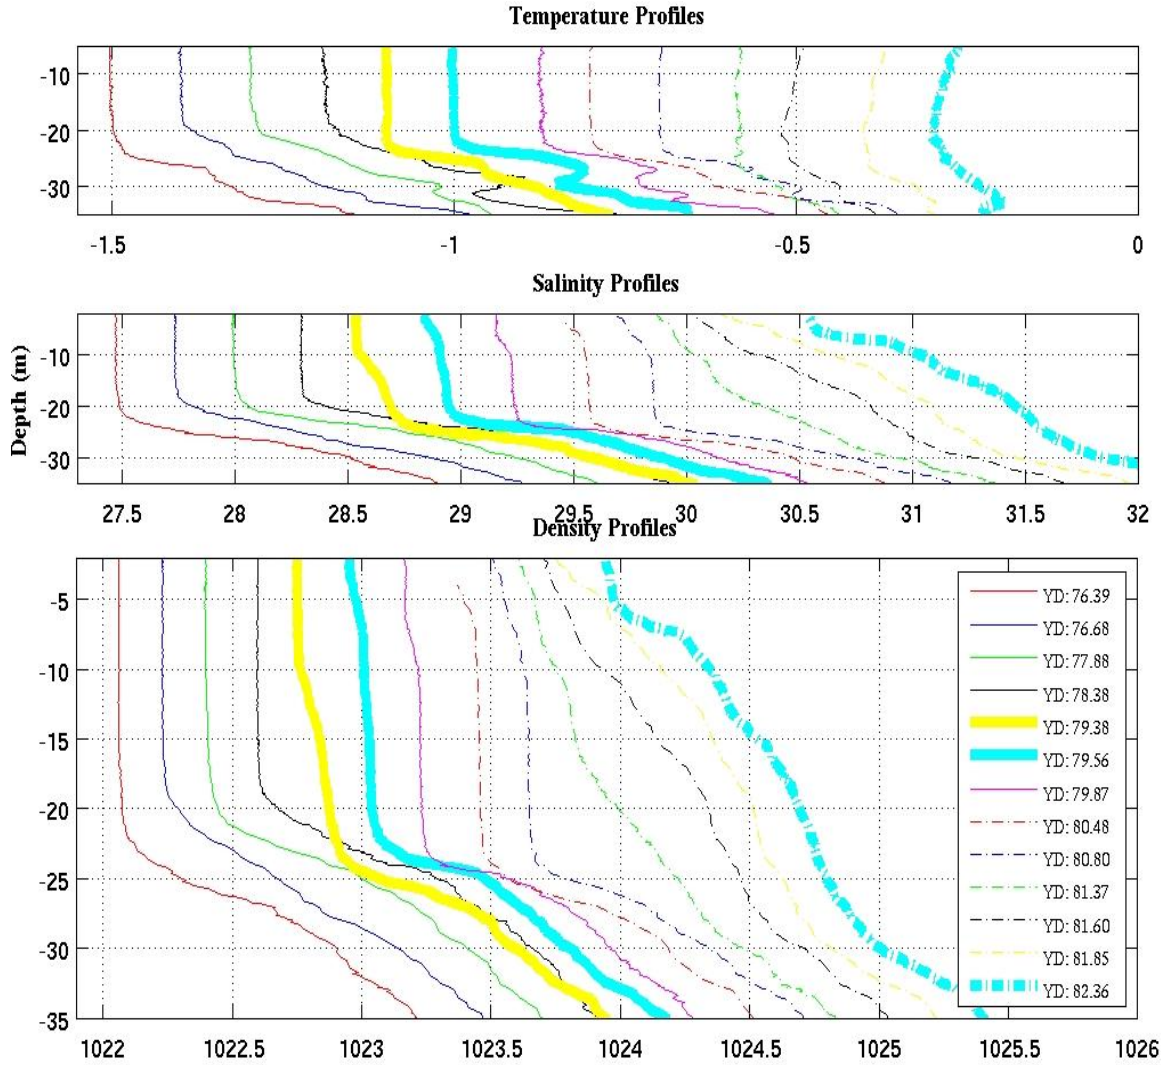 Temperature Profiles
-10
-20
-30
-1.5 -1 -0.5 0
Salinity Profiles
Depth (m)
-10
-20
-30
27.5 28 28.5 29 29.5 30 30.5 31 31.5 32
Density Profiles
-5
-10
-15
-20
-25
-30
-35
1022 1022.5 1023 1023.5 1024 1024.5 1025 1025.5 1026
YD: 76.39
YD: 76.68
YD: 77.88
YD: 78.38
YD: 79.38
YD: 79.56
YD: 79.87
YD: 80.48
YD: 80.80
YD: 81.37
YD: 81.60
YD: 81.85
YD: 82.36